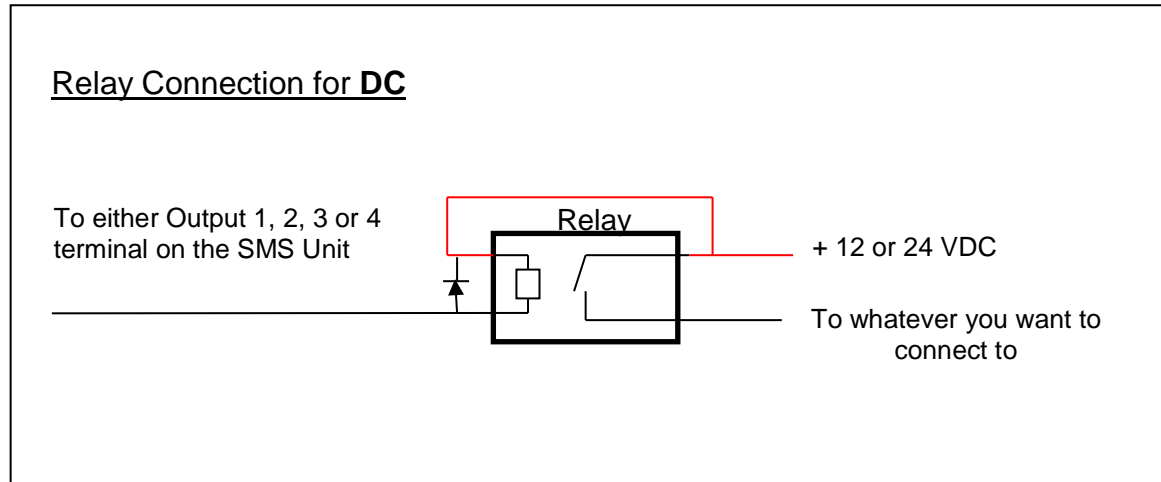 Relay Connection for DC
To either Output 1, 2, 3 or 4
terminal on the SMS Unit
Relay
+ 12 or 24 VDC
To whatever you want to
connect to